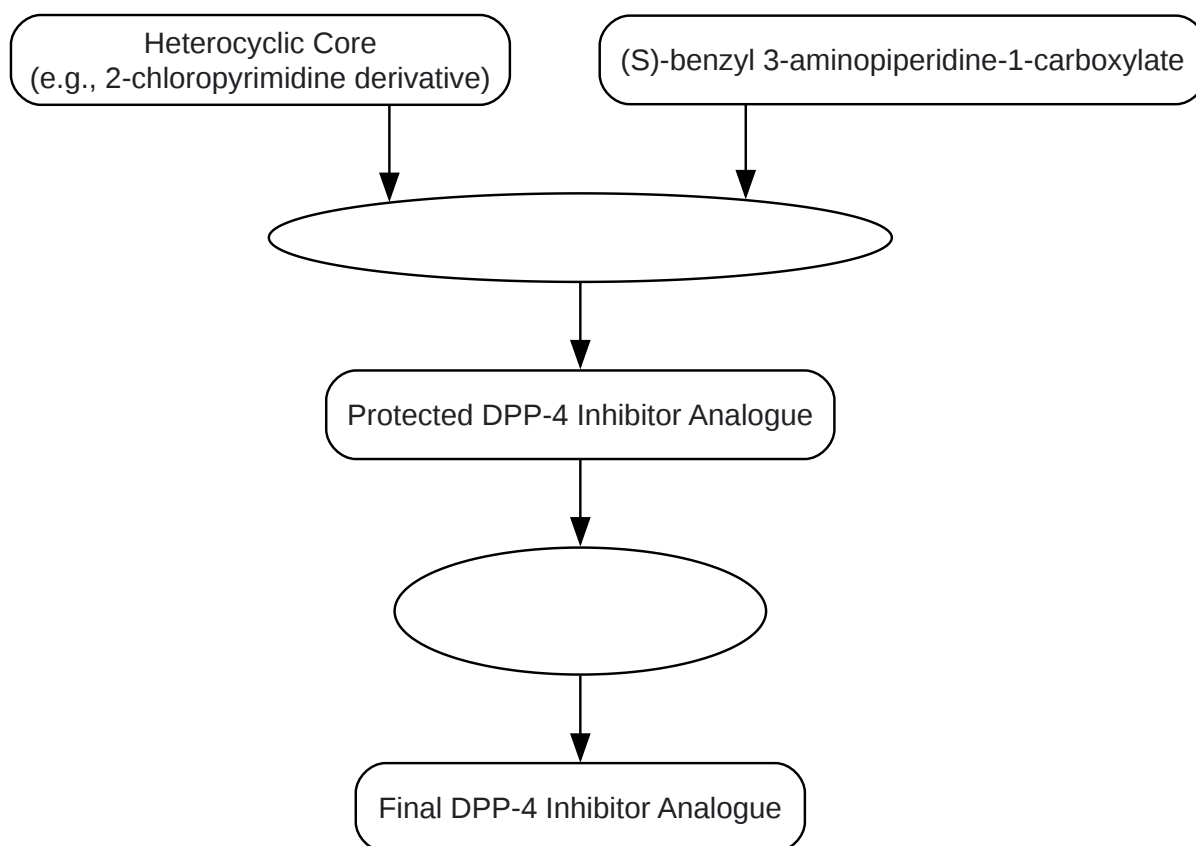 Heterocyclic Core
(e.g., 2-chloropyrimidine derivative)
(S)-benzyl 3-aminopiperidine-1-carboxylate
Protected DPP-4 Inhibitor Analogue
Final DPP-4 Inhibitor Analogue